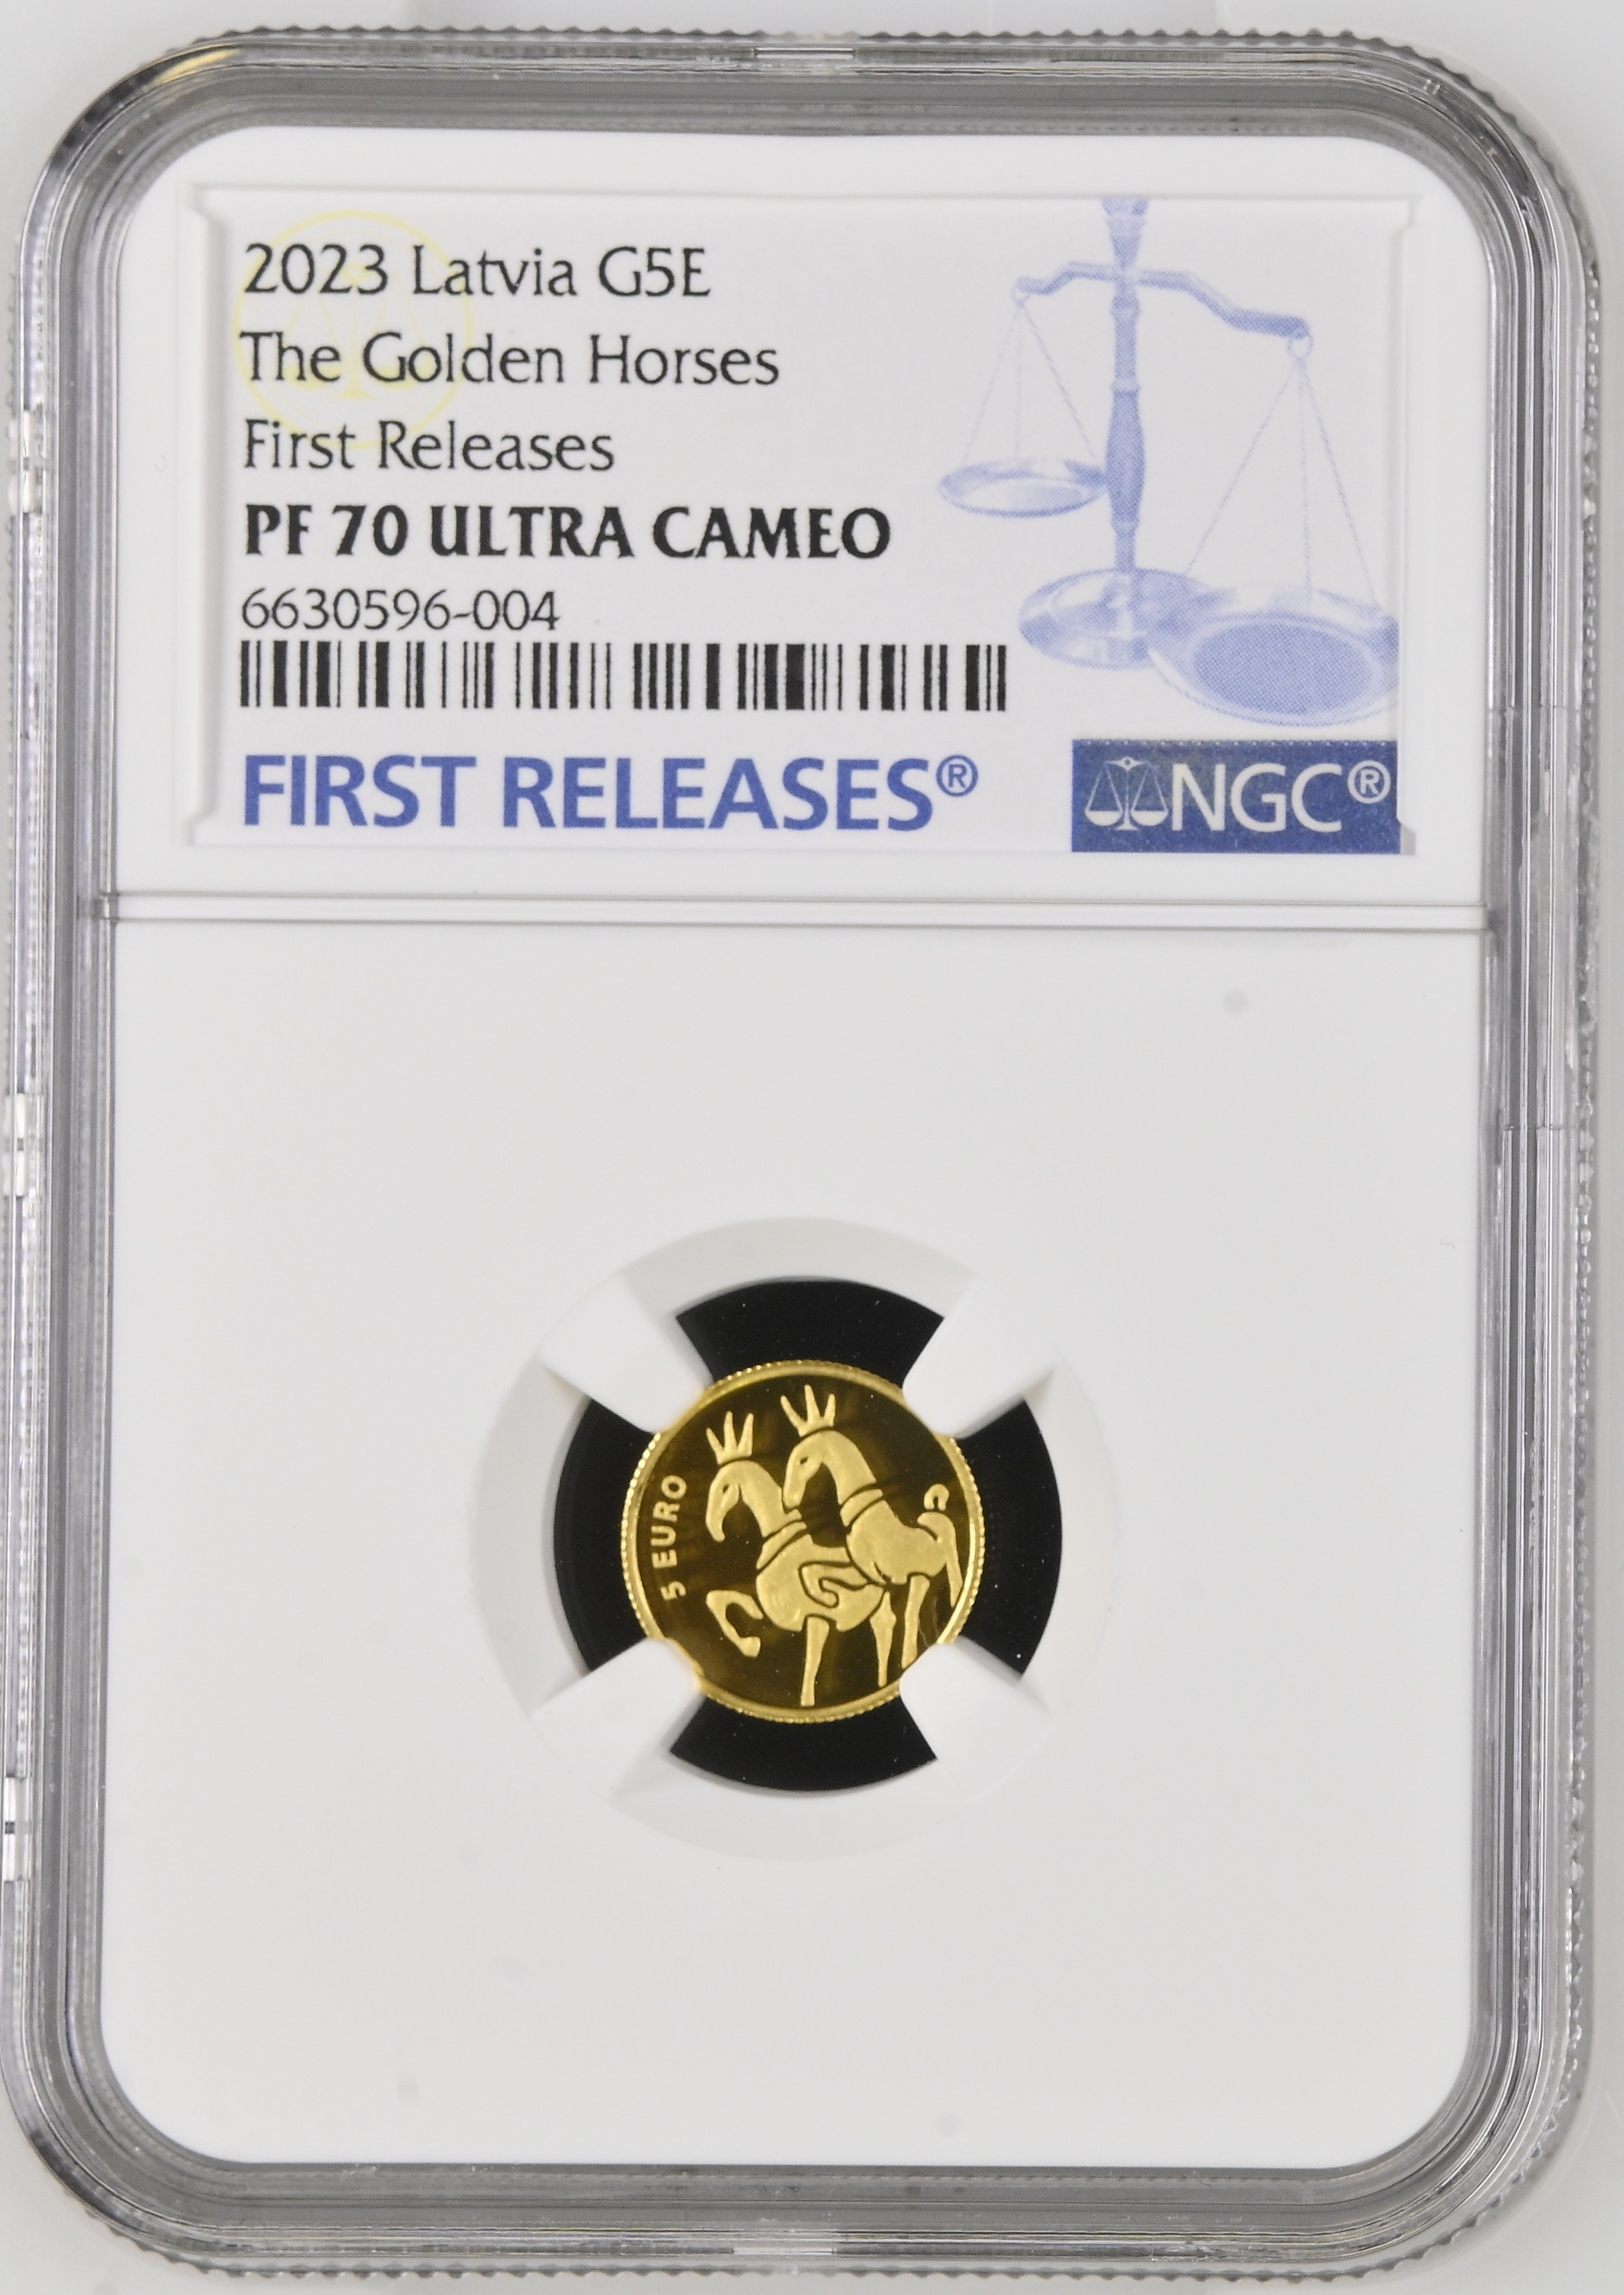 2023 Latvia G5E
The Golden Horses
First Releases
PF 70 ULTRA CAMEO
6630596-004
FIRST RELEASES®
NGC®
5 EURO